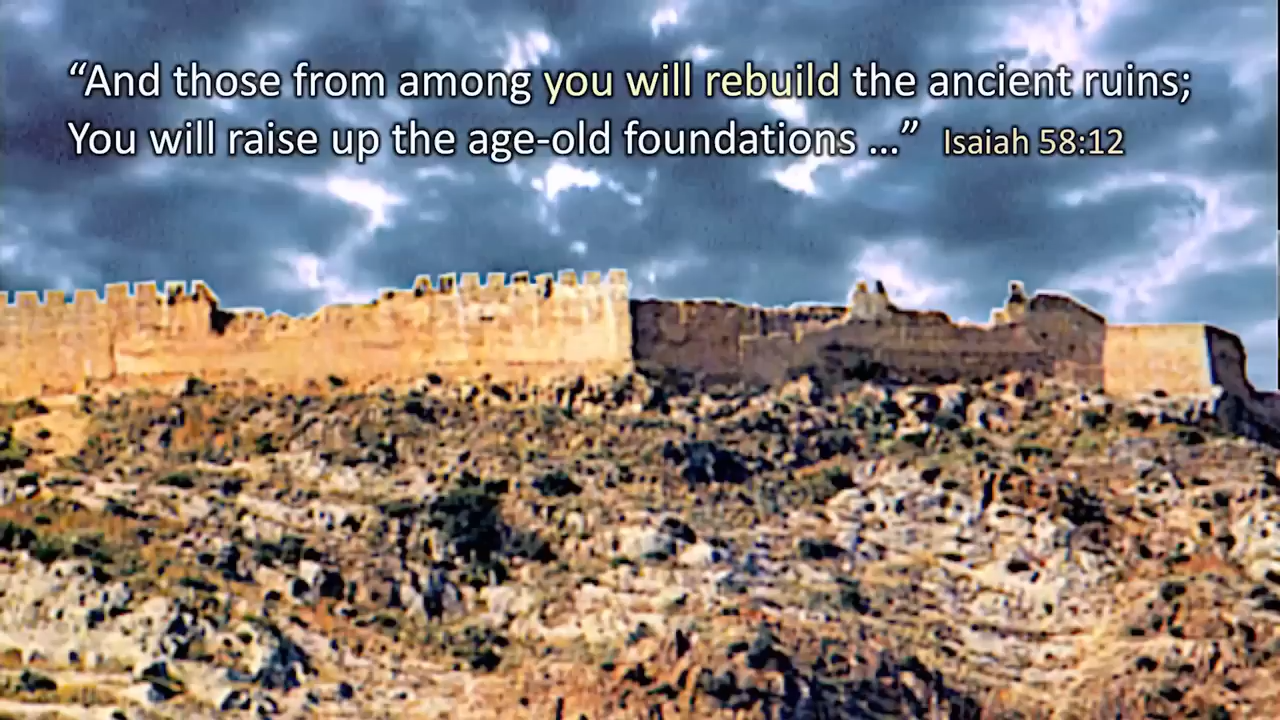 “And those from among you will rebuild the ancient ruins;
You will raise up the age-old foundations ...” Isaiah 58:12